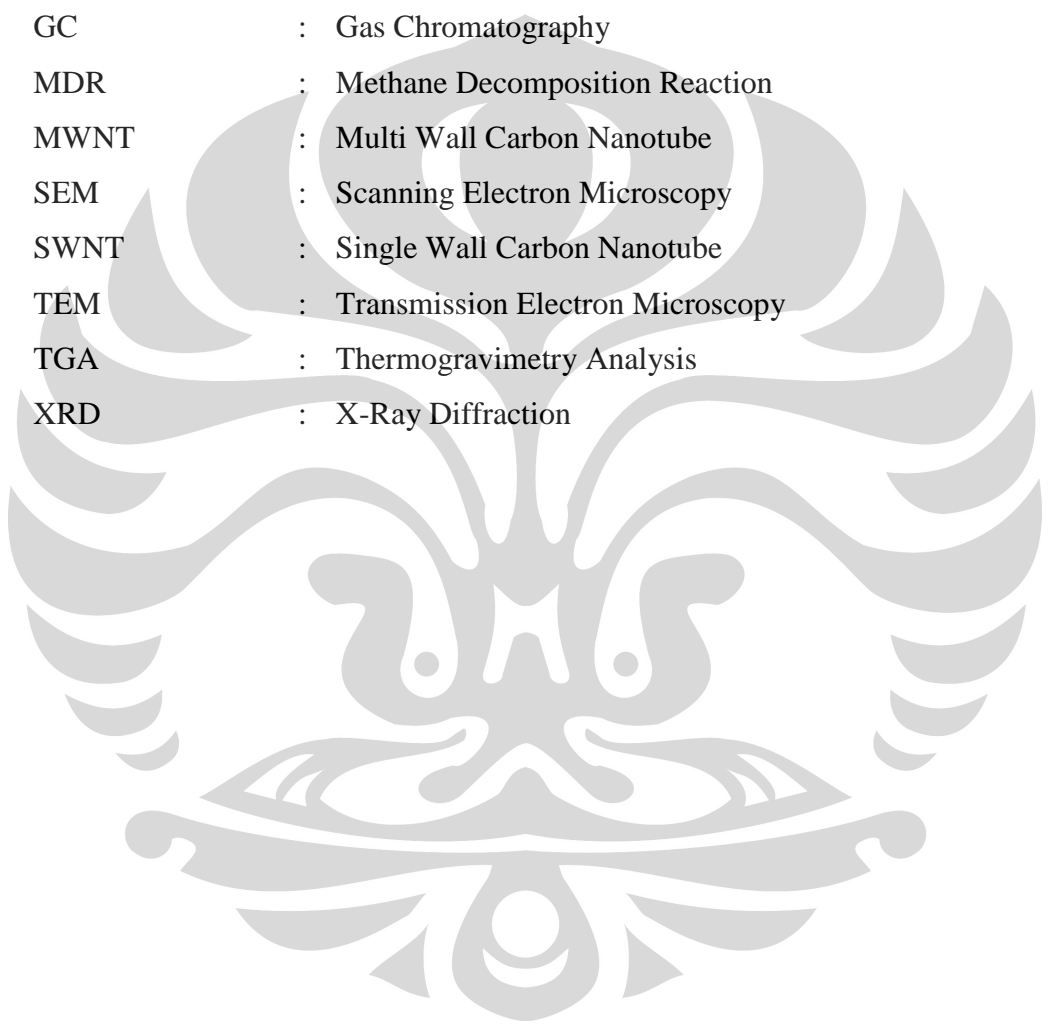 GC : Gas Chromatography
MDR : Methane Decomposition Reaction
MWNT : Multi Wall Carbon Nanotube
SEM : Scanning Electron Microscopy
SWNT : Single Wall Carbon Nanotube
TEM : Transmission Electron Microscopy
TGA : Thermogravimetry Analysis
XRD : X-Ray Diffraction